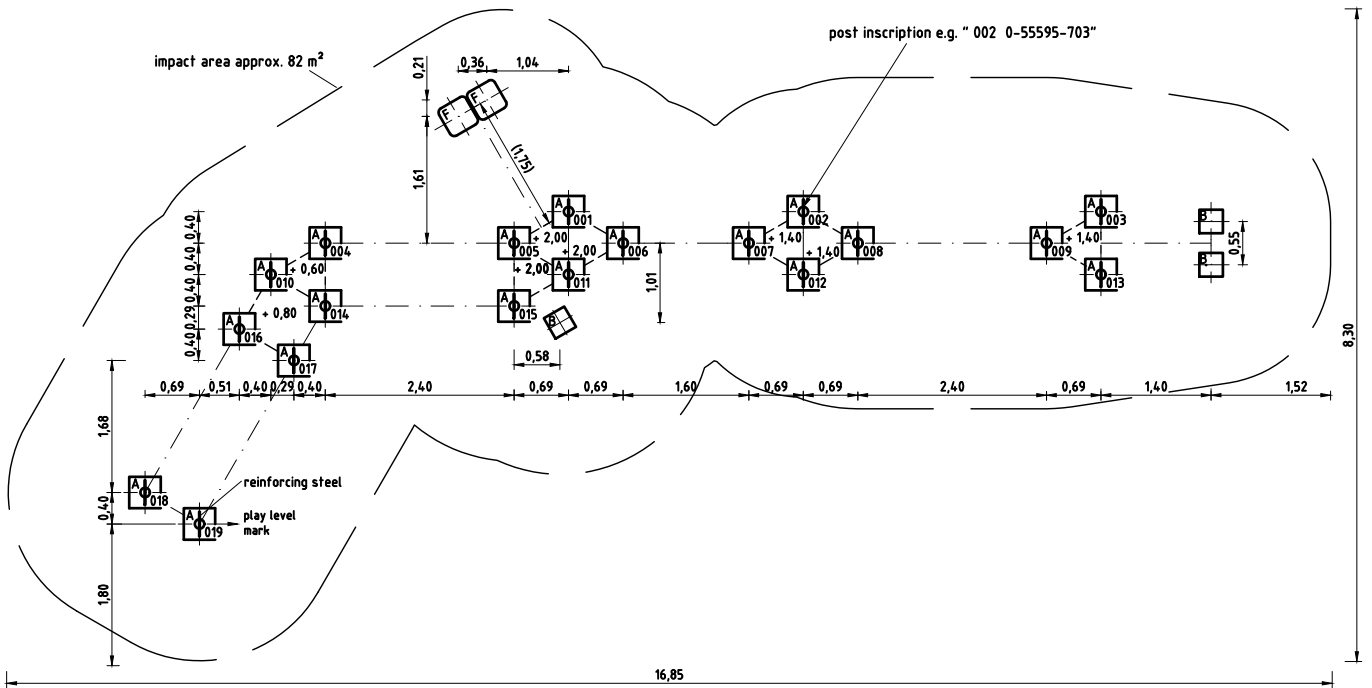 post inscription e.g. “ 002 0-55595-703”
impact area approx. 82 m²
0,21
0,36
1,04
F
F
(1,75)
1,61
A
001
A
002
A
003
B
0,40
A
004
A
005
+ 2,00
+ 2,00
A
006
A
007
+ 1,40
A
008
A
009
+ 1,40
0,55
0,40
+ 0,60
+ 2,00
+ 1,40
B
A
010
A
011
A
012
A
013
0,40
1,01
A
014
A
015
0,29
+ 0,80
B
A
016
8,30
0,40
A
017
0,58
0,69
0,51
0,40
0,29
0,40
2,40
0,69
0,69
1,60
0,69
0,69
2,40
0,69
1,40
1,52
1,68
A
018
reinforcing steel
0,40
A
019
play level
mark
1,80
16,85